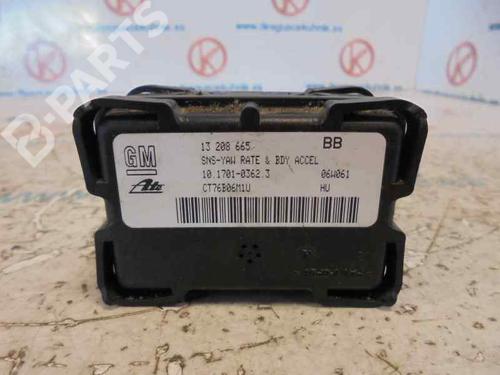 B-PARTS
GM
13 208 665 BB
SNS-YAW RATE & BDY ACCEL
10.1701-0362.3 06W061
Ate CT76B06M1U HU